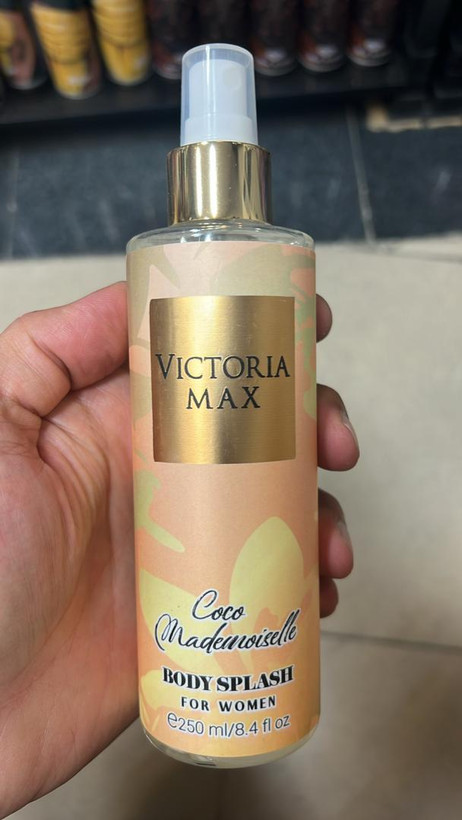 VICTORIA
MAX
Coco
Mademoiselle
BODY SPLASH
FOR WOMEN
℮250 ml/8.4 fl oz